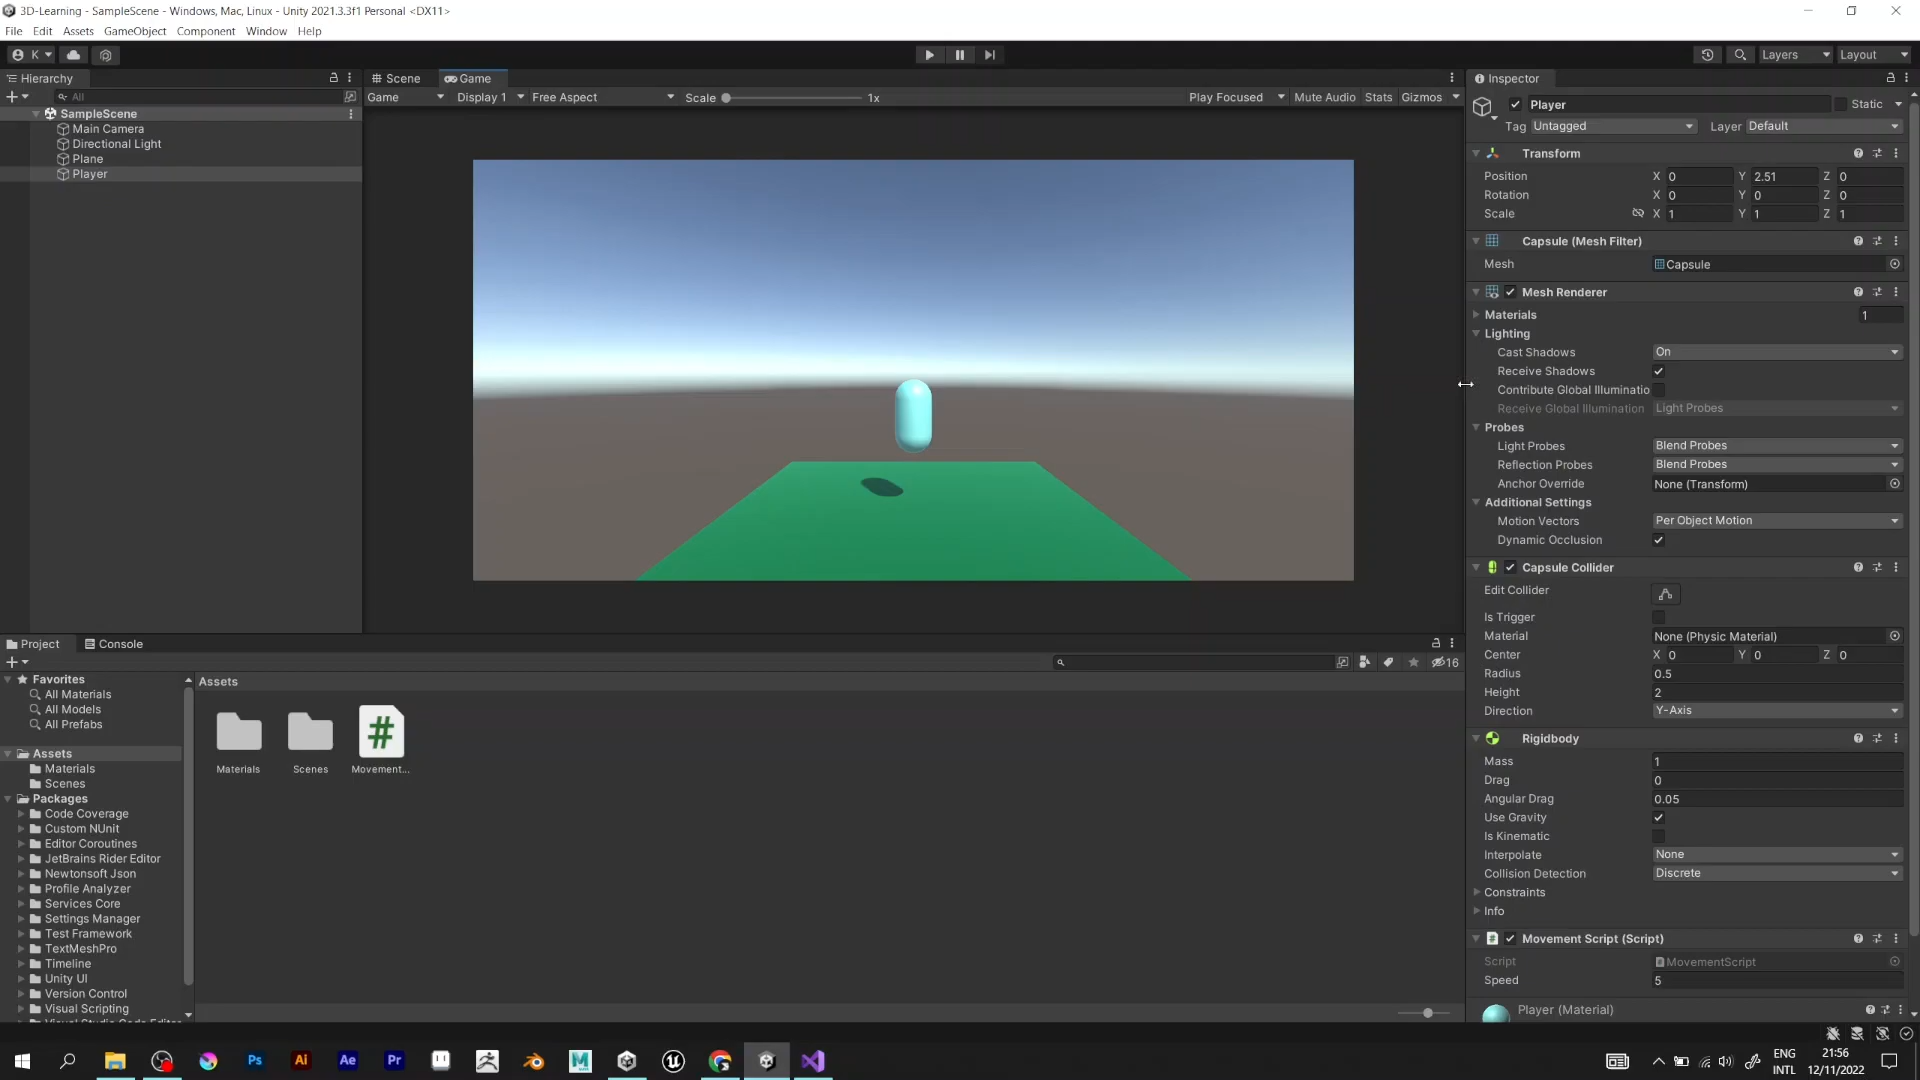 3D-Learning - SampleScene - Windows, Mac, Linux - Unity 2021.3.3f1 Personal <DX11>
File Edit Assets GameObject Component Window Help
K Layers Layout
Hierarchy
All
SampleScene
Main Camera
Directional Light
Plane
Player
Scene Game
Game Display 1 Free Aspect Scale 1x Play Focused Mute Audio Stats Gizmos
Inspector
Player Static
Tag Untagged Layer Default
Transform
Position X 0 Y 2.51 Z 0
Rotation X 0 Y 0 Z 0
Scale X 1 Y 1 Z 1
Capsule (Mesh Filter)
Mesh Capsule
Mesh Renderer
Materials 1
Lighting
Cast Shadows On
Receive Shadows
Contribute Global Illuminatio
Receive Global Illumination Light Probes
Probes
Light Probes Blend Probes
Reflection Probes Blend Probes
Anchor Override None (Transform)
Additional Settings
Motion Vectors Per Object Motion
Dynamic Occlusion
Capsule Collider
Edit Collider
Is Trigger
Material None (Physic Material)
Center X 0 Y 0 Z 0
Radius 0.5
Height 2
Direction Y-Axis
Rigidbody
Mass 1
Drag 0
Angular Drag 0.05
Use Gravity
Is Kinematic
Interpolate None
Collision Detection Discrete
Constraints
Info
Movement Script (Script)
Script MovementScript
Speed 5
Player (Material)
Project Console
16
Favorites
All Materials
All Models
All Prefabs
Assets
Materials
Scenes
Packages
Code Coverage
Custom NUnit
Editor Coroutines
JetBrains Rider Editor
Newtonsoft Json
Profile Analyzer
Services Core
Settings Manager
Test Framework
TextMeshPro
Timeline
Unity UI
Version Control
Visual Scripting
Visual Studio Code Editor
Assets
Materials Scenes Movement...
Ps Ai Ae Pr
ENG
INTL
21:56
12/11/2022